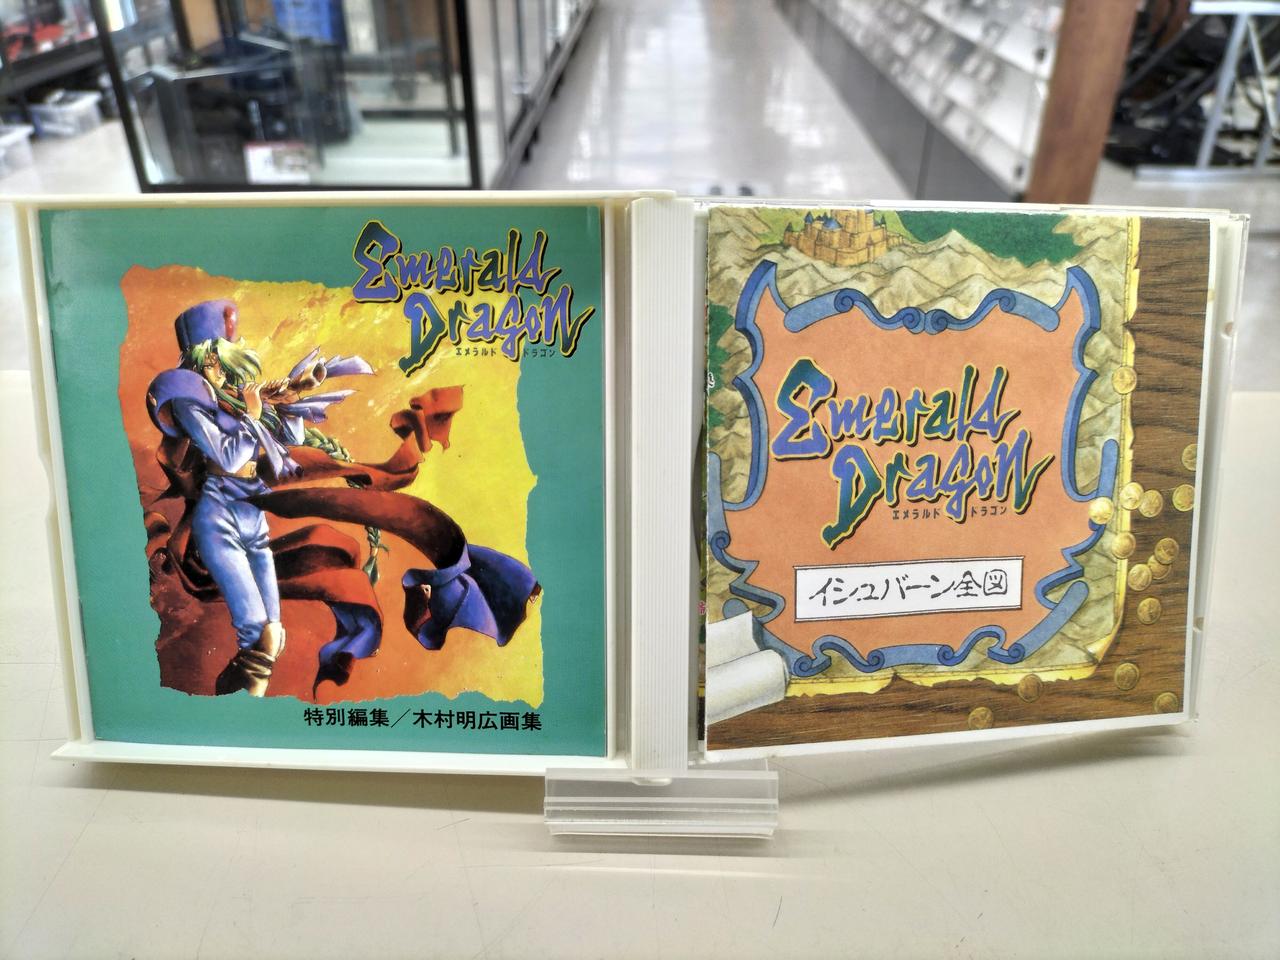 Emerald
Dragon
エメラルド ドラゴン
特別編集／木村明広画集
Emerald
Dragon
エメラルド ドラゴン
イシュバーン全図